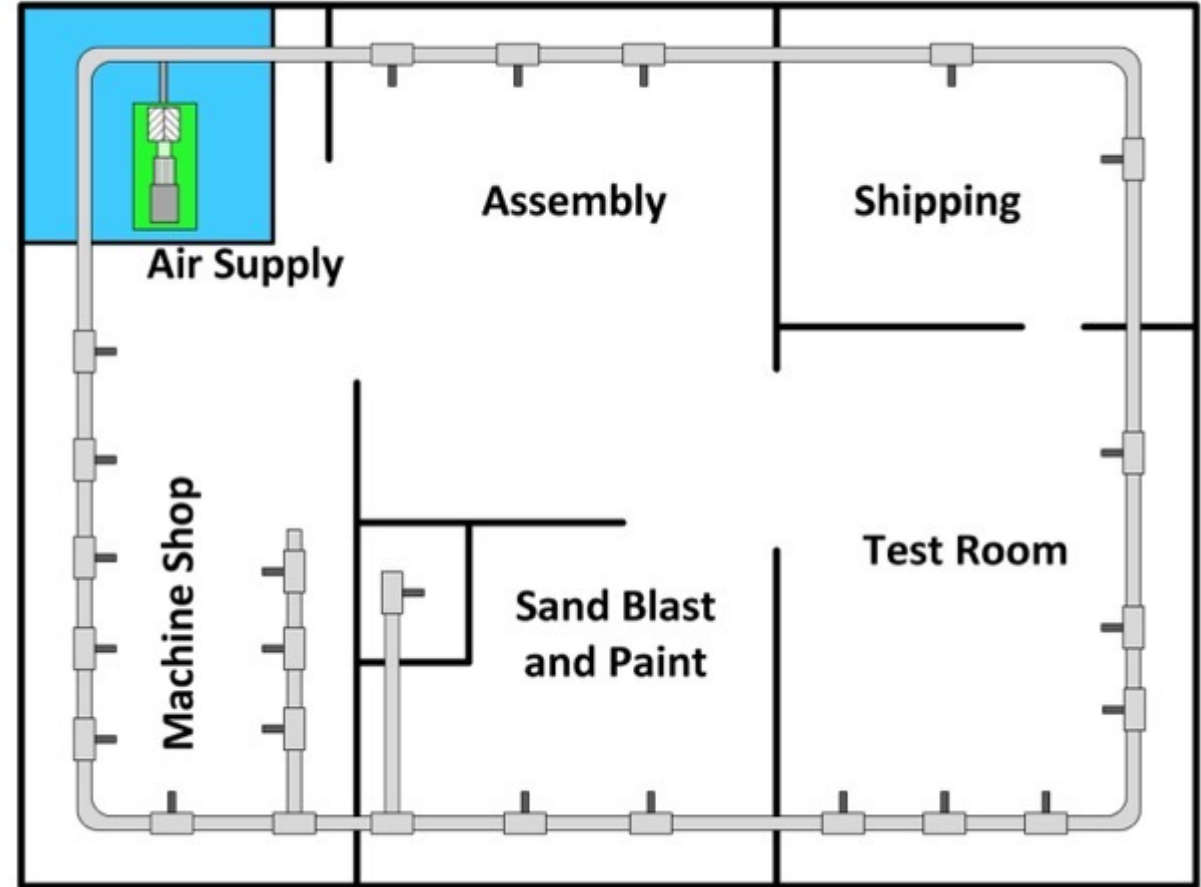 Assembly
Shipping
Air Supply
Machine Shop
Test Room
Sand Blast
and Paint